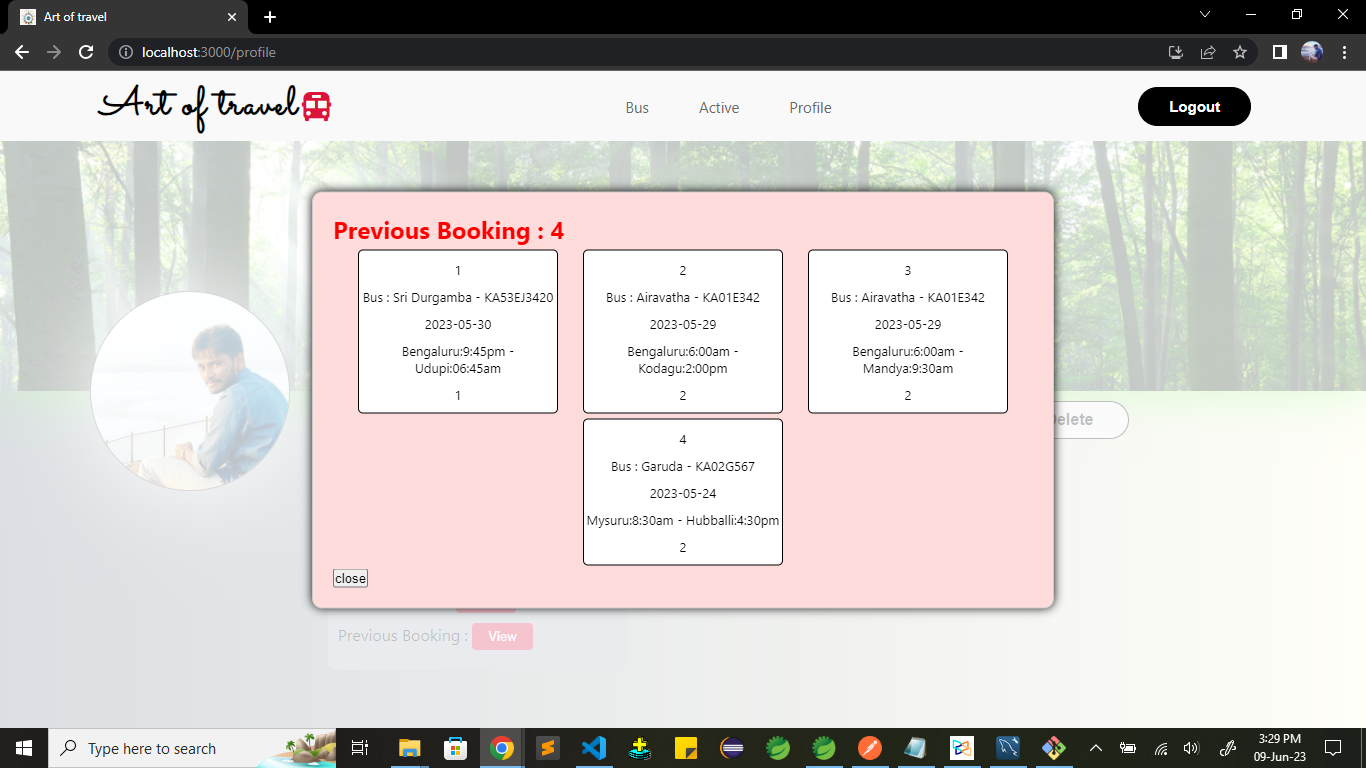 Art of travel
localhost:3000/profile
Art of travel
Bus
Active
Profile
Logout
Previous Booking : 4
1
Bus : Sri Durgamba - KA53EJ3420
2023-05-30
Bengaluru:9:45pm -
Udupi:06:45am
1
2
Bus : Airavatha - KA01E342
2023-05-29
Bengaluru:6:00am -
Kodagu:2:00pm
2
3
Bus : Airavatha - KA01E342
2023-05-29
Bengaluru:6:00am -
Mandya:9:30am
2
4
Bus : Garuda - KA02G567
2023-05-24
Mysuru:8:30am - Hubballi:4:30pm
2
close
Delete
Previous Booking :
View
Type here to search
3:29 PM
09-Jun-23